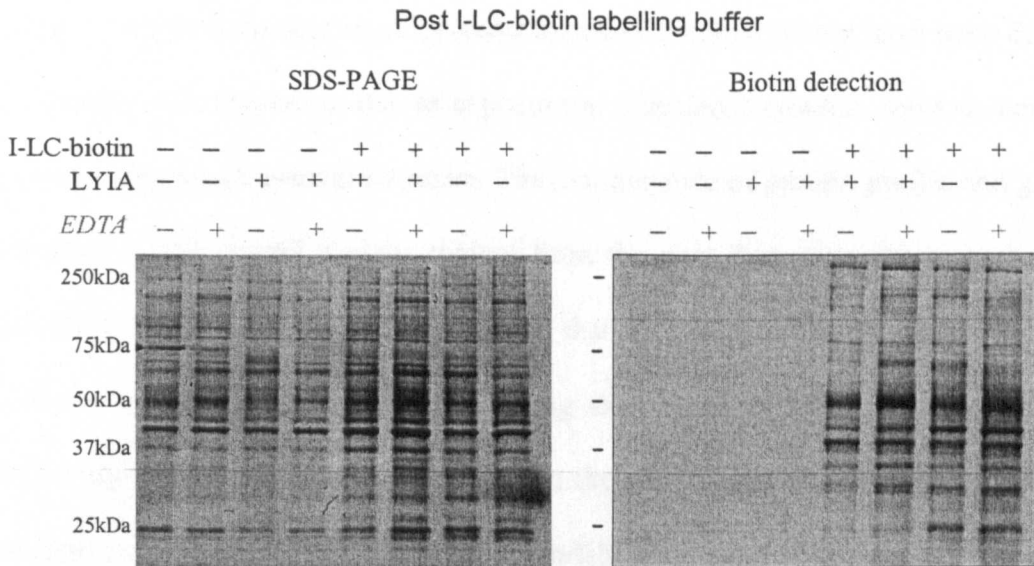 Post I-LC-biotin labelling buffer
SDS-PAGE Biotin detection
I-LC-biotin − − − − + + + + − − − − + + + +
LYIA − − + + − − + + − − + + − − + +
EDTA − + − + − + − + − + − + − + − +
250kDa
75kDa
50kDa
37kDa
25kDa